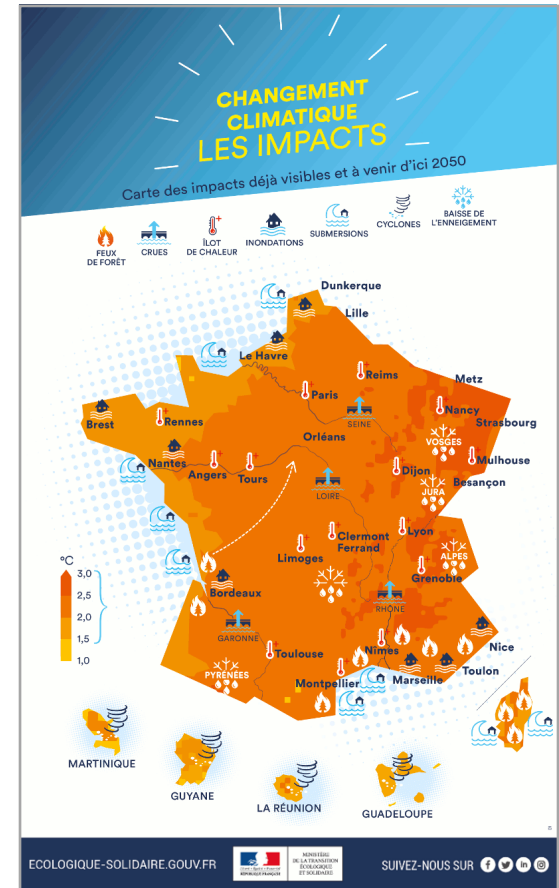 CHANGEMENT
CLIMATIQUE
LES IMPACTS
Carte des impacts déjà visibles et à venir d'ici 2050
FEUX
DE FORÊT
CRUES
ÎLOT
DE CHALEUR
INONDATIONS
SUBMERSIONS
CYCLONES
BAISSE DE
L'ENNEIGEMENT
Dunkerque
Lille
Le Havre
Reims
Metz
Paris
Nancy
Brest
Rennes
SEINE
Strasbourg
Orléans
VOSGES
Nantes
Angers
Tours
Dijon
Mulhouse
Besançon
LOIRE
JURA
Clermont
Ferrand
Lyon
Limoges
ALPES
Grenoble
°C
3,0
2,5
2,0
1,5
1,0
Bordeaux
RHÔNE
GARONNE
Toulouse
Nîmes
Nice
PYRÉNÉES
Montpellier
Marseille
Toulon
MARTINIQUE
GUYANE
LA RÉUNION
GUADELOUPE
ECOLOGIQUE-SOLIDAIRE.GOUV.FR
RÉPUBLIQUE FRANÇAISE
MINISTÈRE
DE LA TRANSITION
ÉCOLOGIQUE
ET SOLIDAIRE
SUIVEZ-NOUS SUR